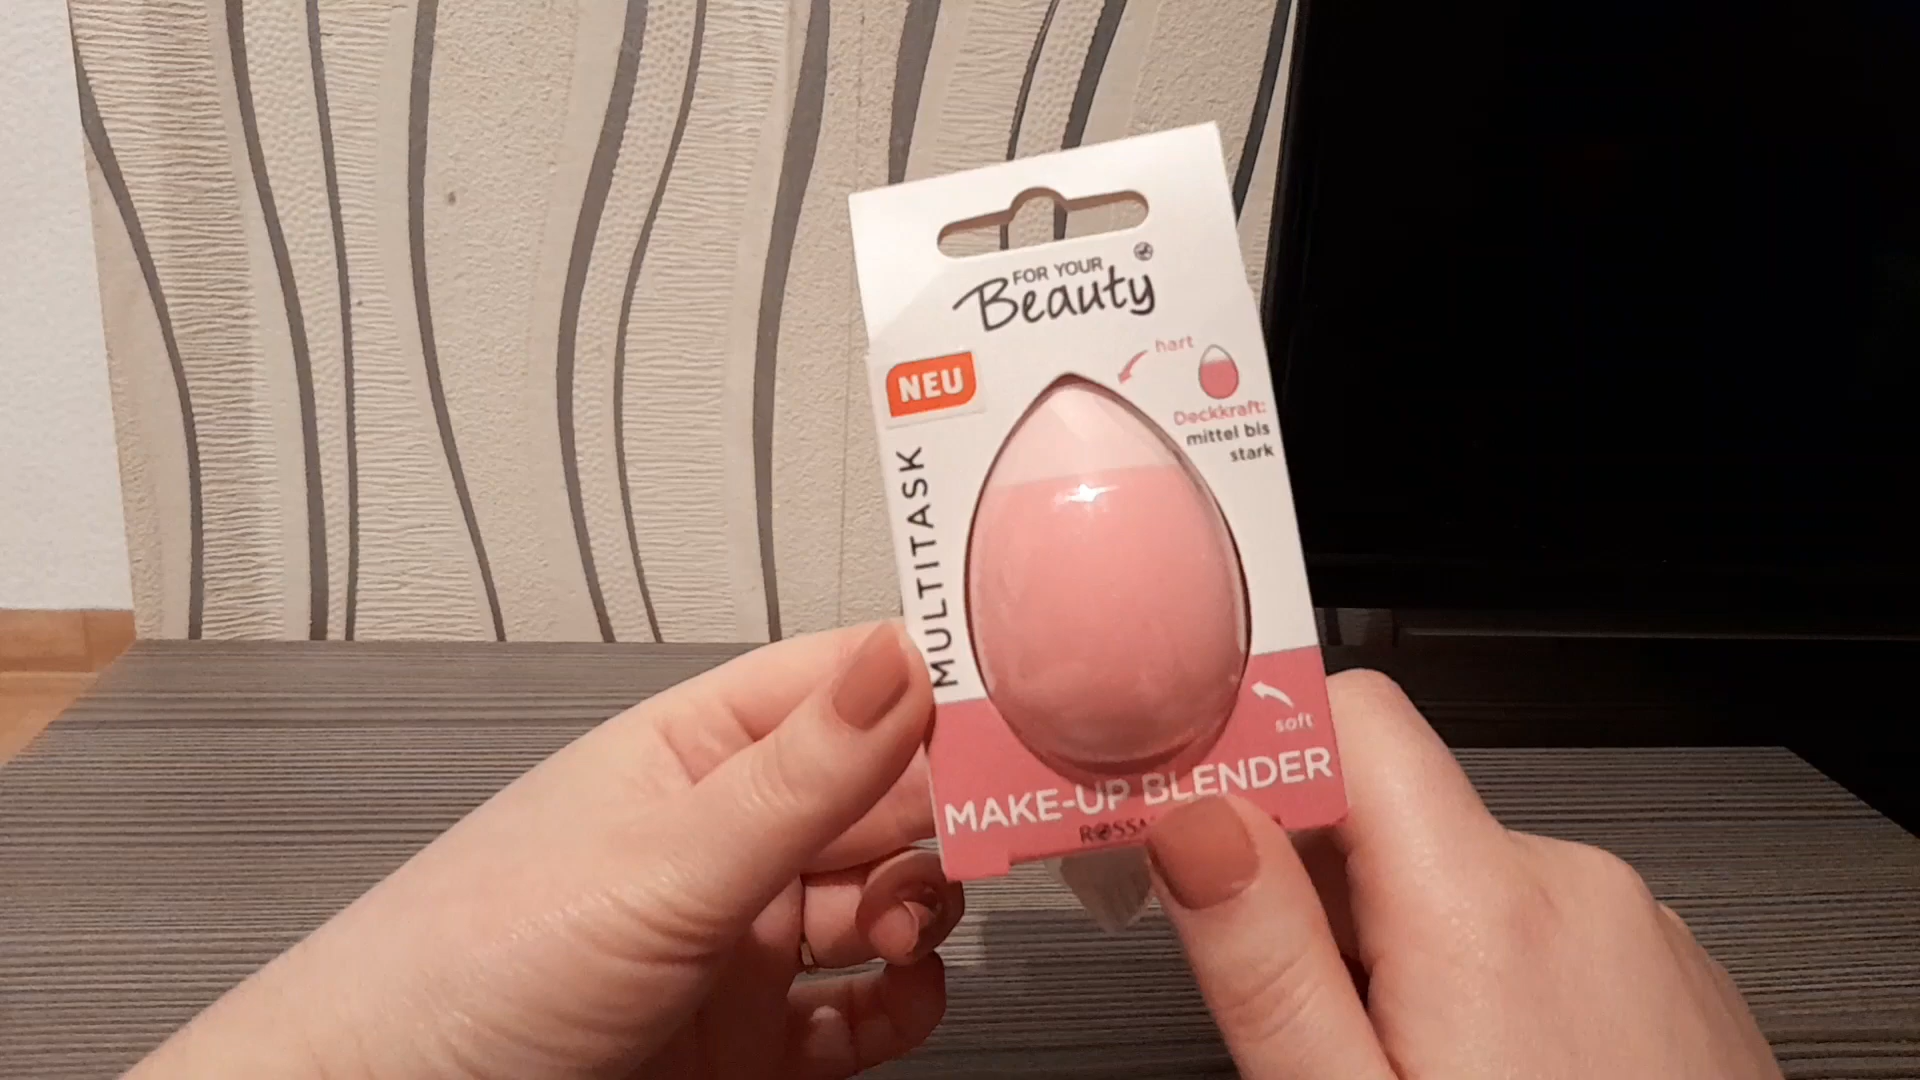 FOR YOUR
Beauty
hart
NEU
Deckkraft:
mittel bis
stark
MULTITASK
soft
MAKE-UP BLENDER